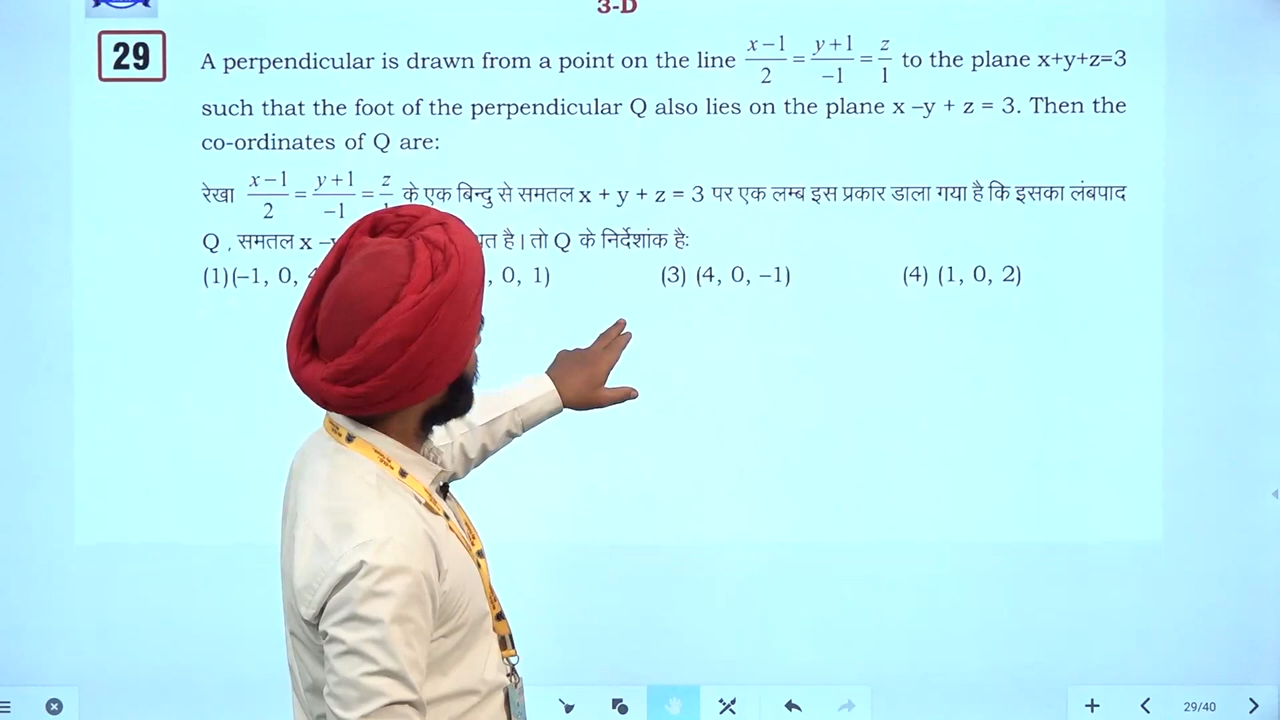 3-D
29
A perpendicular is drawn from a point on the line (x−1)/2 = (y+1)/−1 = z/1 to the plane x+y+z=3
such that the foot of the perpendicular Q also lies on the plane x –y + z = 3. Then the
co-ordinates of Q are:
रेखा (x−1)/2 = (y+1)/−1 = z/ के एक बिन्दु से समतल x + y + z = 3 पर एक लम्ब इस प्रकार डाला गया है कि इसका लंबपाद
Q , समतल x – है। तो Q के निर्देशांक है:
(1)(–1, 0, , 0, 1) (3) (4, 0, –1) (4) (1, 0, 2)
29/40